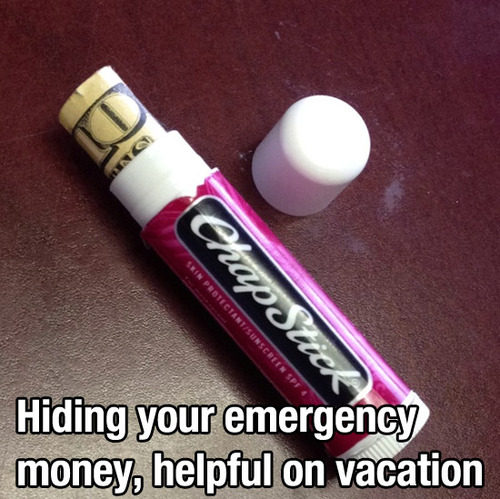 ChapStick
SKIN PROTECTANT/SUNSCREEN SPF 4
Hiding your emergency
money, helpful on vacation